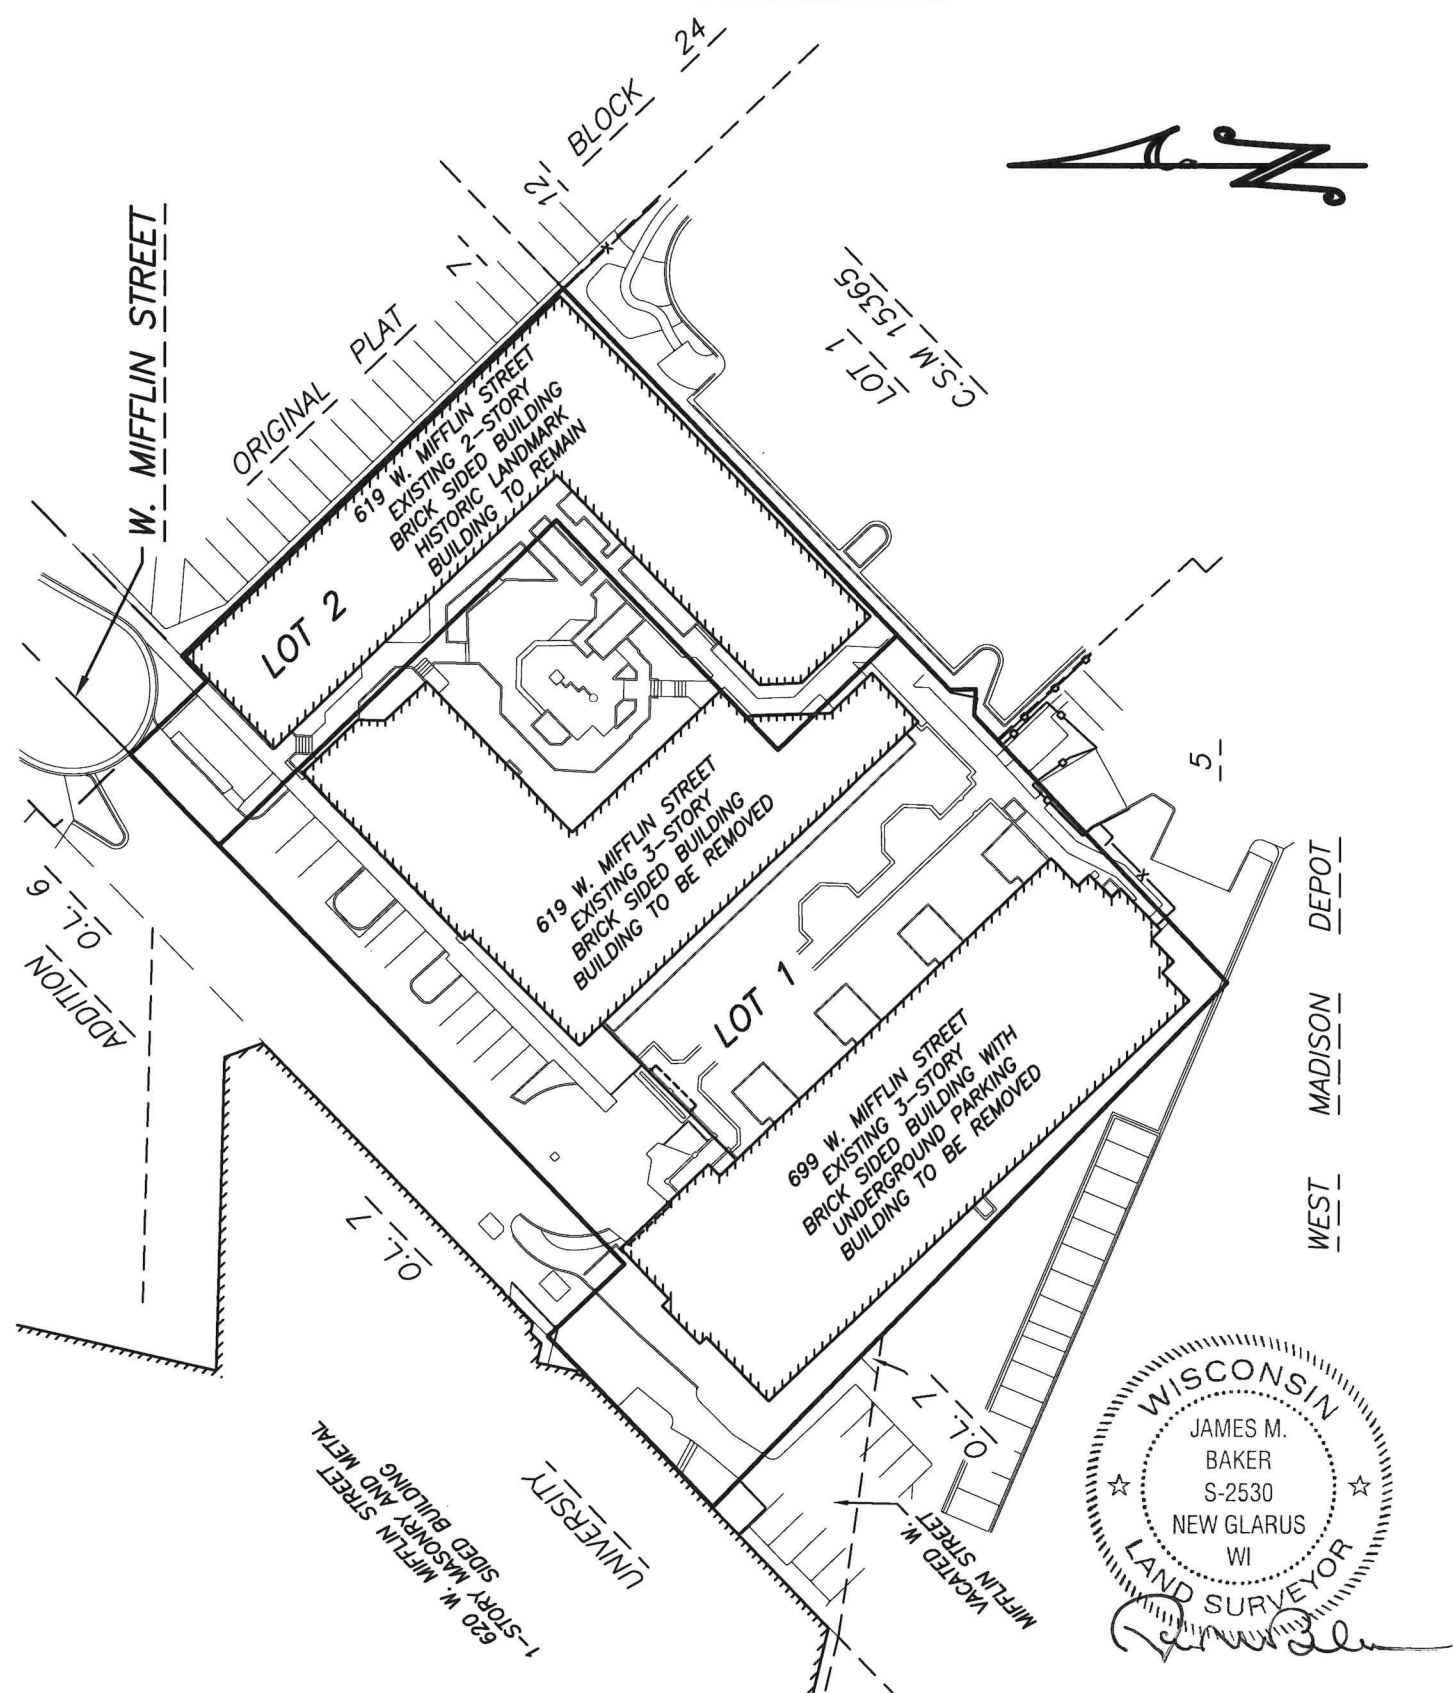 BLOCK 24
12
7
W. MIFFLIN STREET
ORIGINAL PLAT
N
LOT 1
C.S.M 15365
619 W. MIFFLIN STREET
EXISTING 2-STORY
BRICK SIDED BUILDING
HISTORIC LANDMARK
BUILDING TO REMAIN
LOT 2
619 W. MIFFLIN STREET
EXISTING 3-STORY
BRICK SIDED BUILDING
BUILDING TO BE REMOVED
5
O.L. 6
ADDITION
LOT 1
699 W. MIFFLIN STREET
EXISTING 3-STORY
BRICK SIDED BUILDING WITH
UNDERGROUND PARKING
BUILDING TO BE REMOVED
WEST MADISON DEPOT
O.L. 7
O.L. 7
VACATED W.
MIFFLIN STREET
UNIVERSITY
620 W. MIFFLIN STREET
1-STORY MASONRY AND METAL
SIDED BUILDING
WISCONSIN
JAMES M.
BAKER
S-2530
NEW GLARUS
WI
LAND SURVEYOR